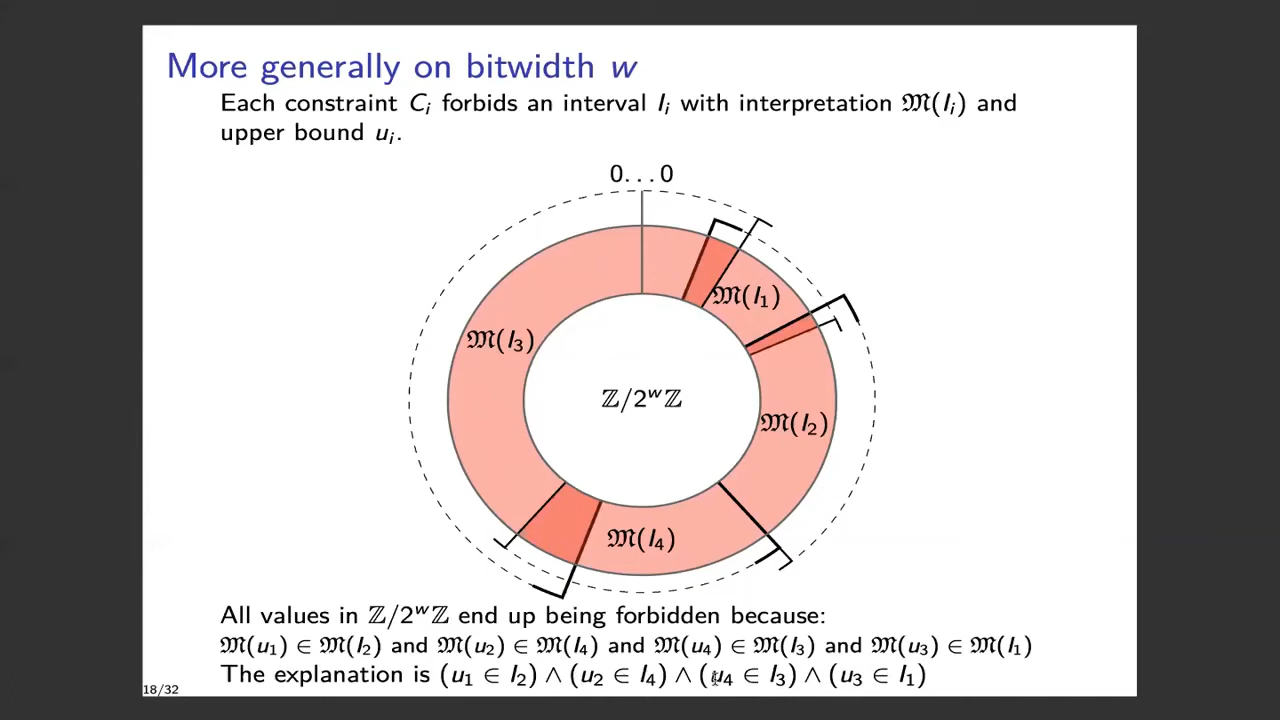 More generally on bitwidth w
Each constraint Cᵢ forbids an interval Iᵢ with interpretation 𝔐(Iᵢ) and
upper bound uᵢ.
0...0
𝔐(I₁)
𝔐(I₃)
ℤ/2ʷℤ
𝔐(I₂)
𝔐(I₄)
All values in ℤ/2ʷℤ end up being forbidden because:
𝔐(u₁) ∈ 𝔐(I₂) and 𝔐(u₂) ∈ 𝔐(I₄) and 𝔐(u₄) ∈ 𝔐(I₃) and 𝔐(u₃) ∈ 𝔐(I₁)
The explanation is (u₁ ∈ I₂) ∧ (u₂ ∈ I₄) ∧ (u₄ ∈ I₃) ∧ (u₃ ∈ I₁)
18/32